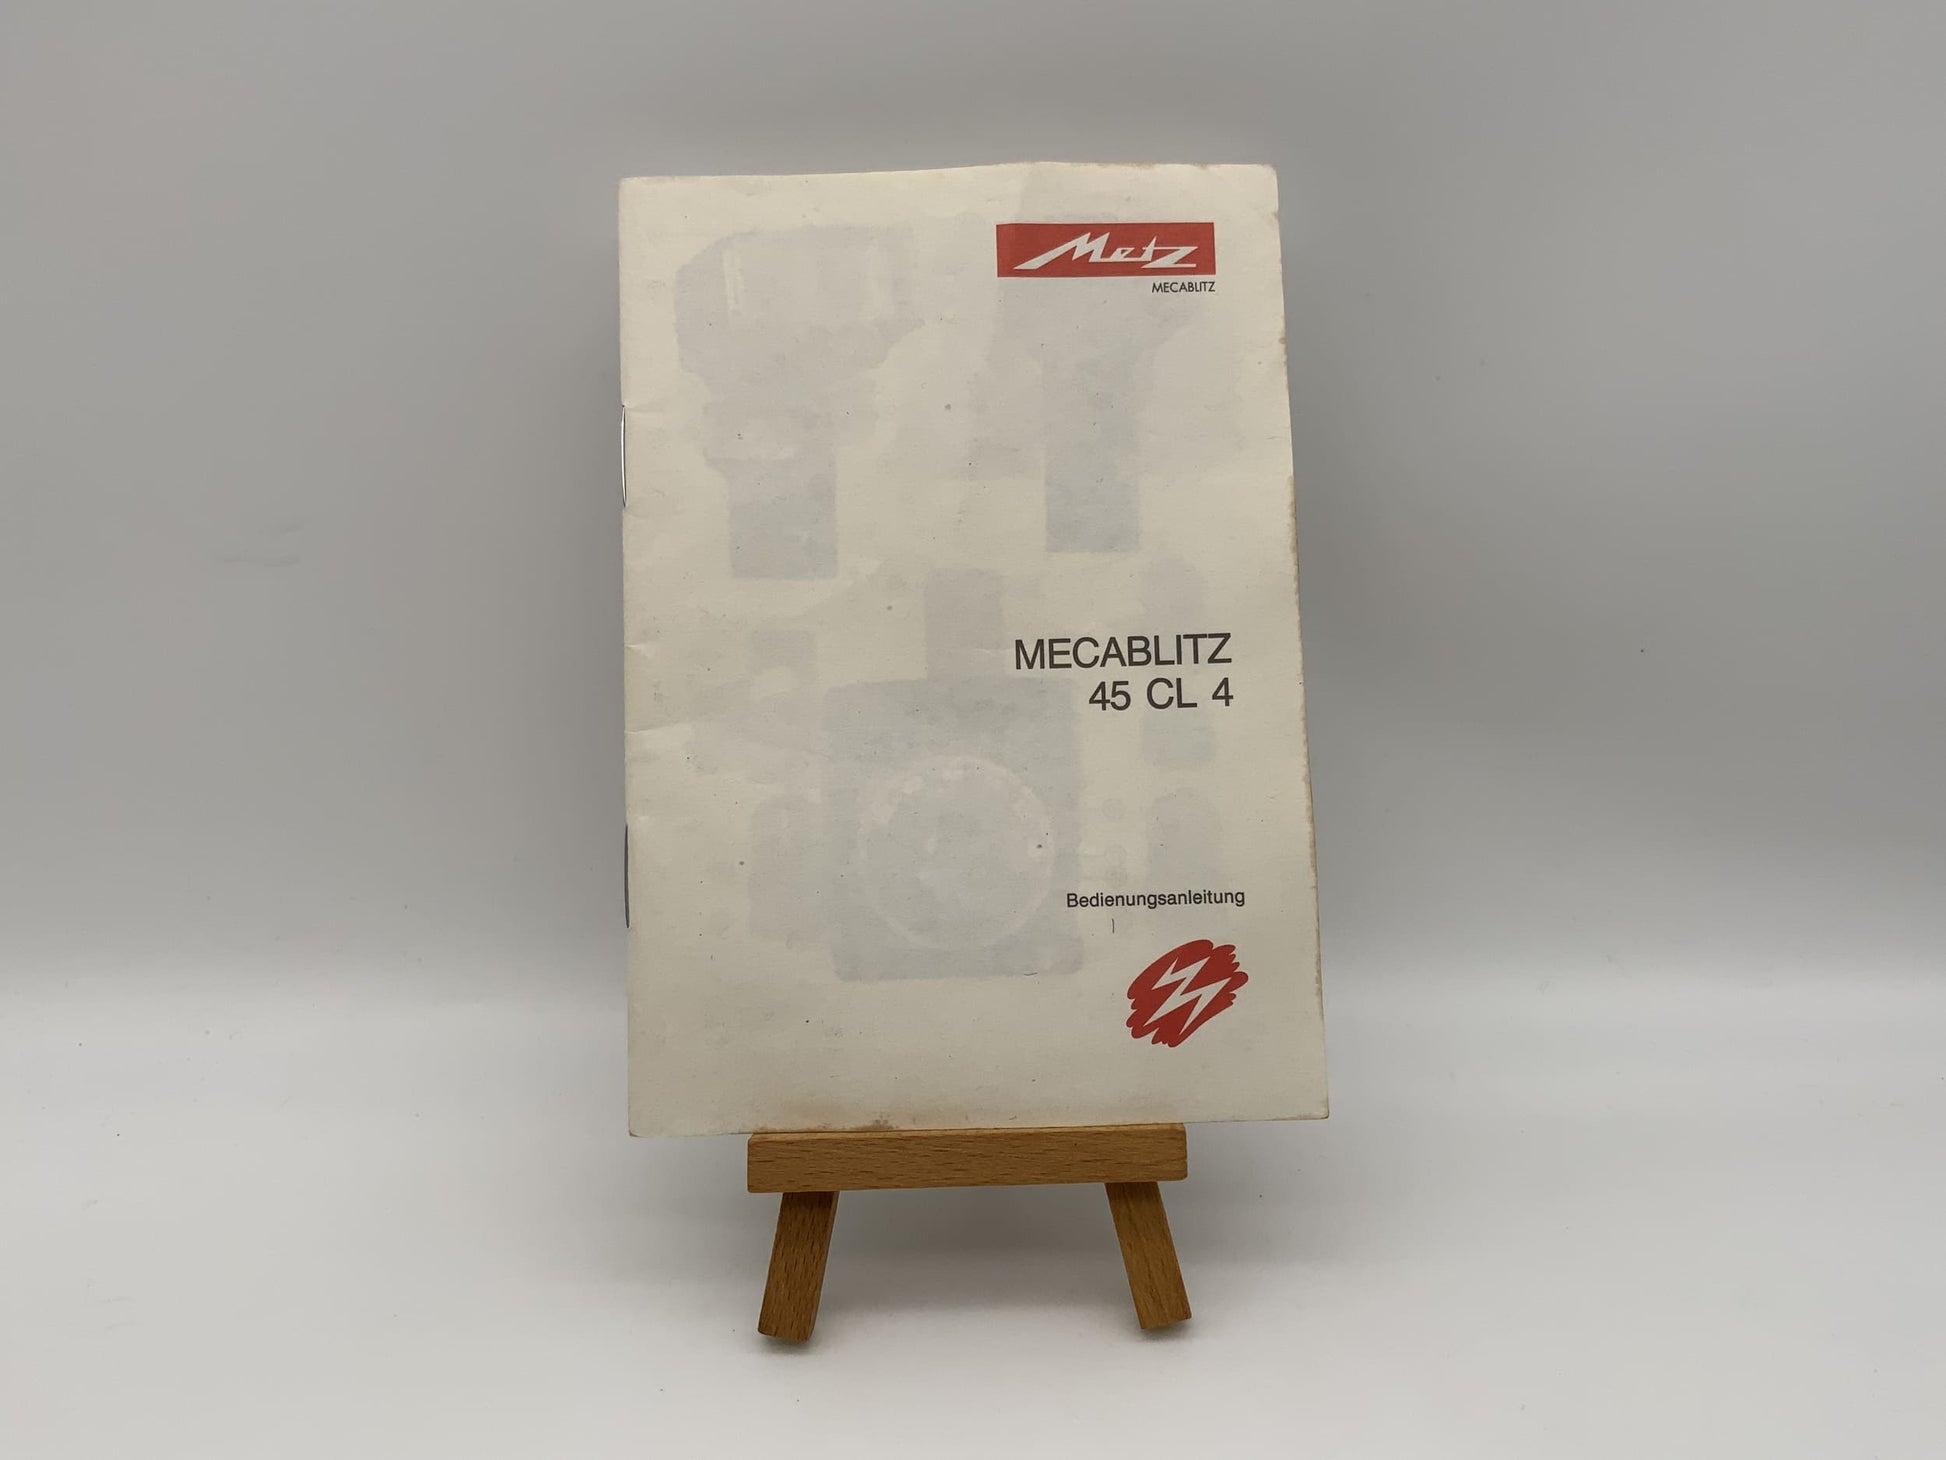 Metz
MECABLITZ
MECABLITZ
45 CL 4
Bedienungsanleitung